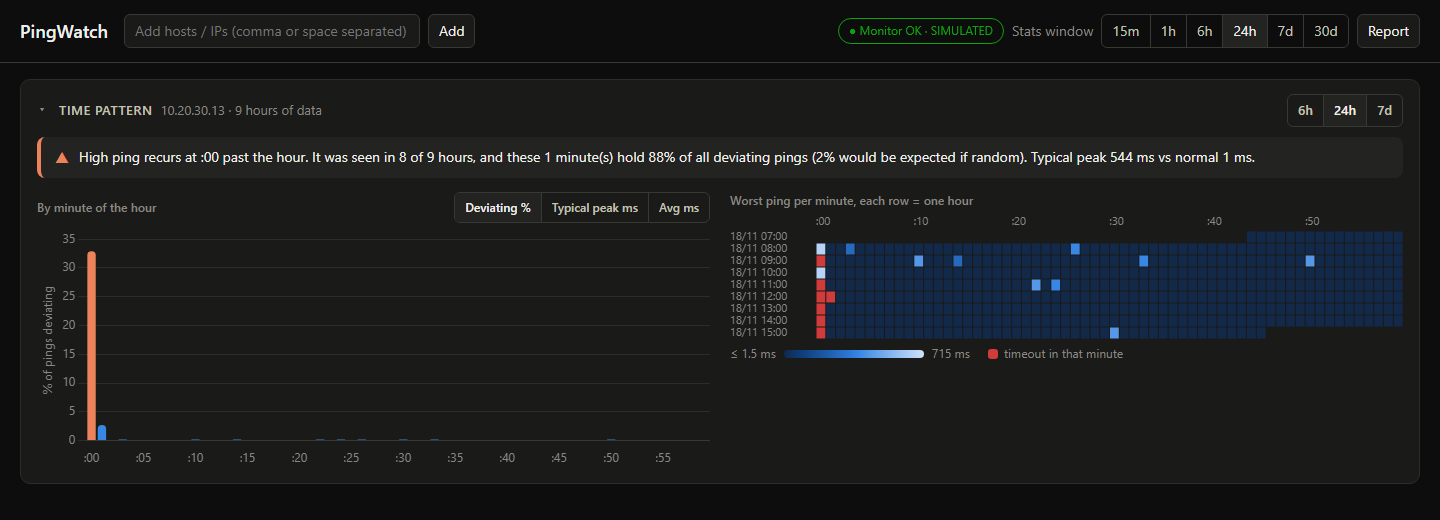 PingWatch Add hosts / IPs (comma or space separated) Add ● Monitor OK · SIMULATED Stats window 15m 1h 6h 24h 7d 30d Report
TIME PATTERN 10.20.30.13 · 9 hours of data 6h 24h 7d
High ping recurs at :00 past the hour. It was seen in 8 of 9 hours, and these 1 minute(s) hold 88% of all deviating pings (2% would be expected if random). Typical peak 544 ms vs normal 1 ms.
By minute of the hour Deviating % Typical peak ms Avg ms
% of pings deviating
35
30
25
20
15
10
5
0
:00 :05 :10 :15 :20 :25 :30 :35 :40 :45 :50 :55
Worst ping per minute, each row = one hour
:00 :10 :20 :30 :40 :50
18/11 07:00
18/11 08:00
18/11 09:00
18/11 10:00
18/11 11:00
18/11 12:00
18/11 13:00
18/11 14:00
18/11 15:00
≤ 1.5 ms 715 ms timeout in that minute